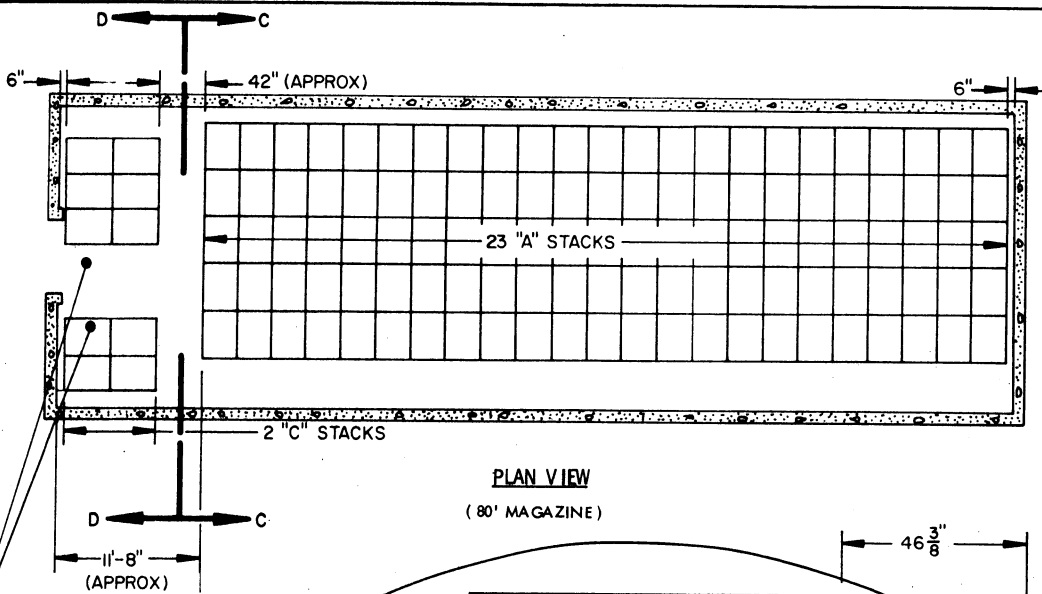 D C
6" 42" (APPROX) 6"
23 "A" STACKS
2 "C" STACKS
PLAN VIEW
(80' MAGAZINE)
D C
11'-8"
(APPROX)
46 3/8"